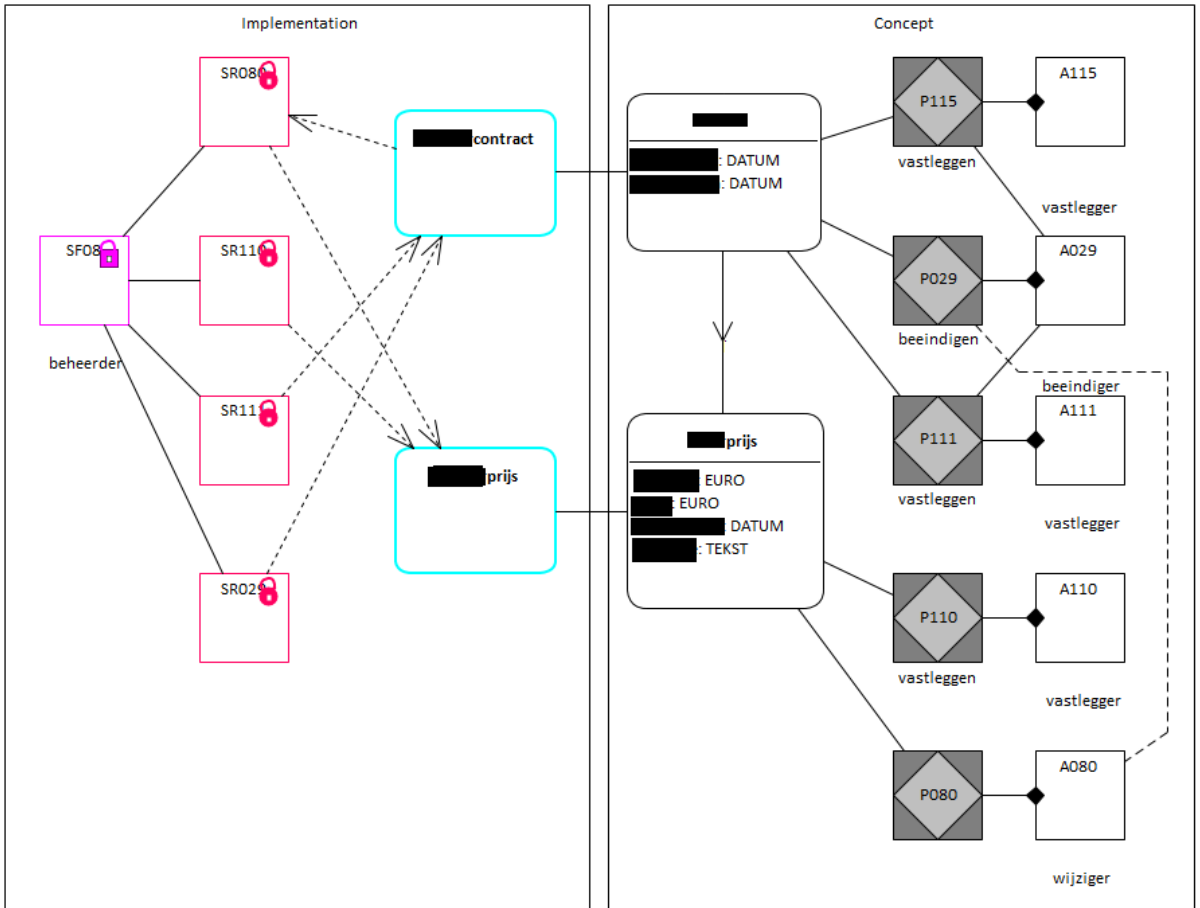 Implementation
SR080
contract
SF08
SR110
beheerder
SR111
prijs
SR029
Concept
: DATUM
: DATUM
P115
A115
vastleggen
vastlegger
P029
A029
beeindigen
beeindiger
prijs
: EURO
: EURO
: DATUM
: TEKST
P111
A111
vastleggen
vastlegger
P110
A110
vastleggen
vastlegger
P080
A080
wijziger